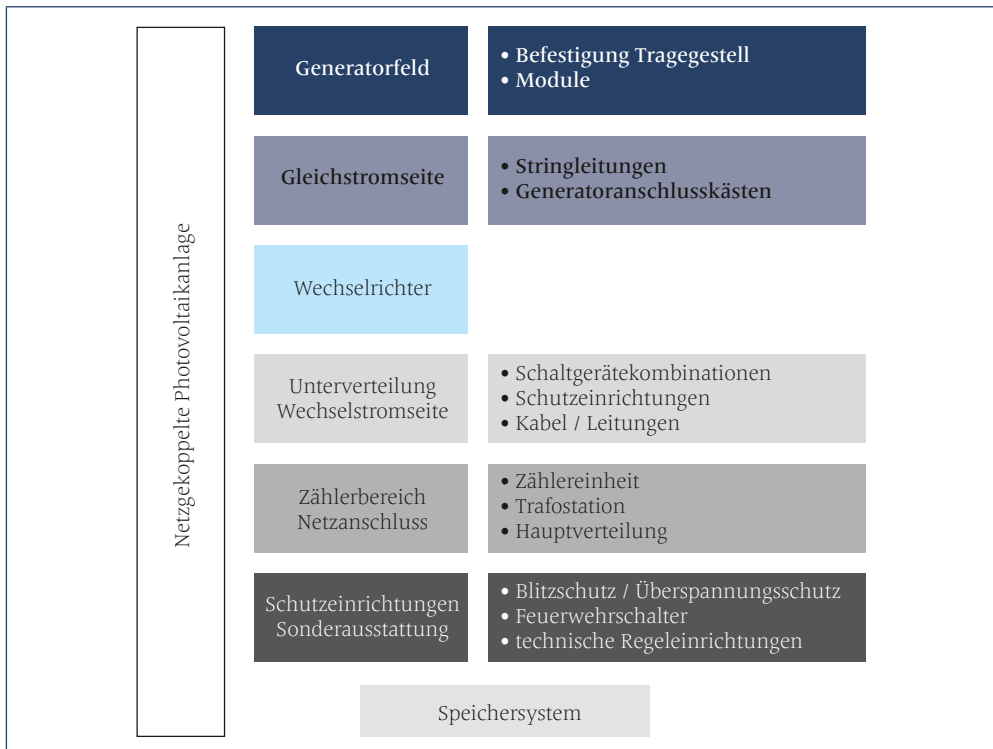 Netzgekoppelte Photovoltaikanlage
Generatorfeld
• Befestigung Tragegestell
• Module
Gleichstromseite
• Stringleitungen
• Generatoranschlusskästen
Wechselrichter
Unterverteilung
Wechselstromseite
• Schaltgerätekombinationen
• Schutzeinrichtungen
• Kabel / Leitungen
Zählerbereich
Netzanschluss
• Zählereinheit
• Trafostation
• Hauptverteilung
Schutzeinrichtungen
Sonderausstattung
• Blitzschutz / Überspannungsschutz
• Feuerwehrschalter
• technische Regeleinrichtungen
Speichersystem